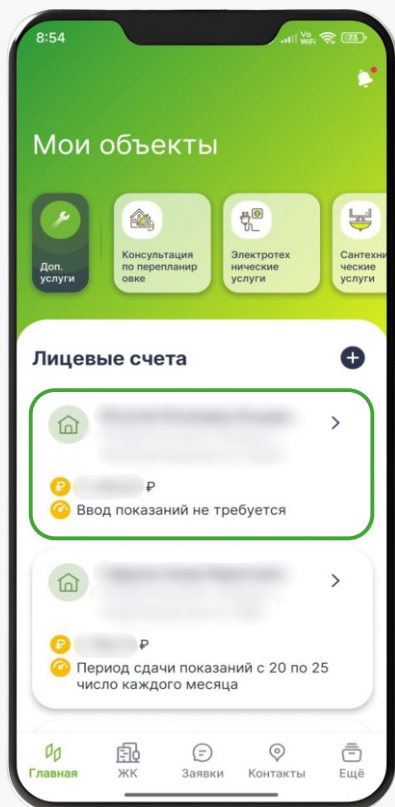 8:54
Vo
WiFi
73
Мои объекты
Доп.
услуги
Консультация
по перепланир
овке
Электротех
нические
услуги
Сантехни
ческие
услуги
Лицевые счета
₽
₽
Ввод показаний не требуется
₽
₽
Период сдачи показаний с 20 по 25
число каждого месяца
Главная
ЖК
Заявки
Контакты
Ещё